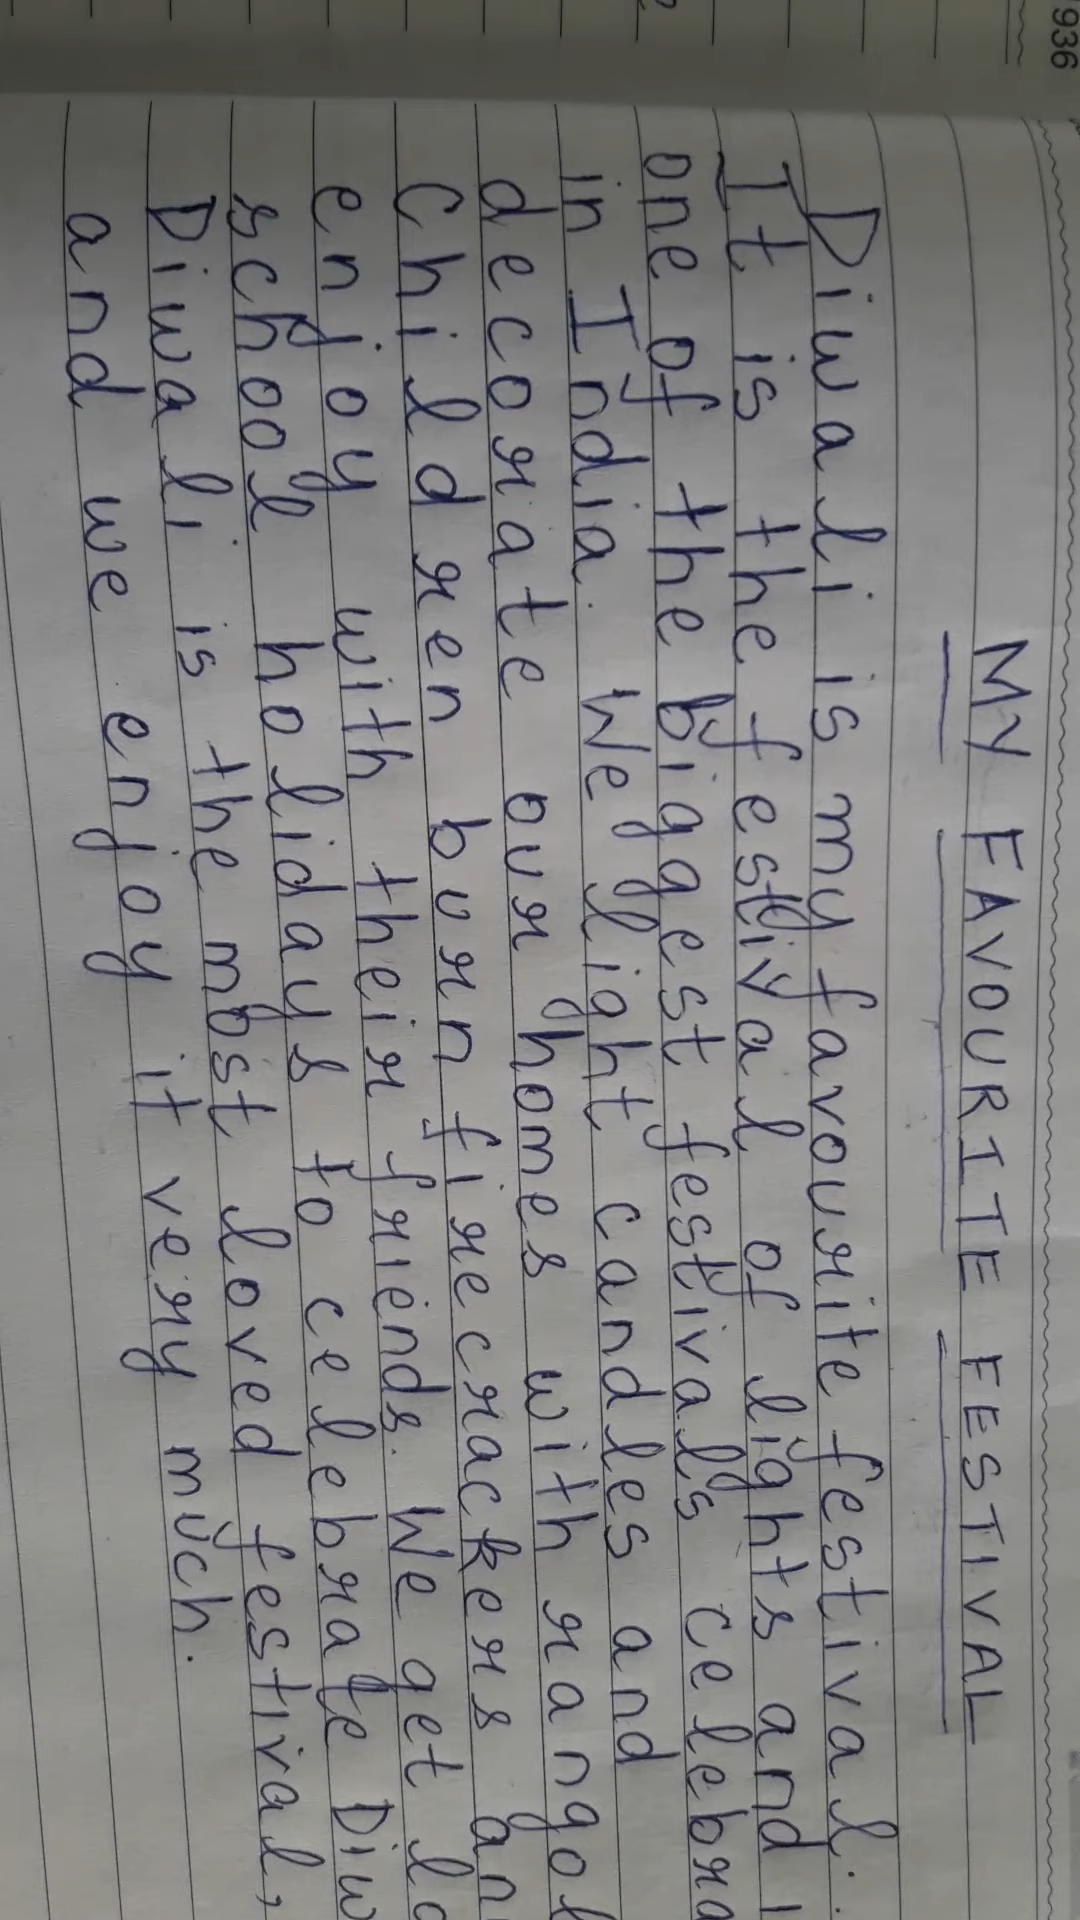 936
MY FAVOURITE FESTIVAL
Diwali is my favourite festival.
It is the festival of lights and
one of the biggest festivals celebra
in India. We light candles and
decorate our homes with rangol
Children burn firecrackers an
enjoy with their friends. We get lo
school holidays to celebrate Diw
Diwali is the most loved festival,
and we enjoy it very much.